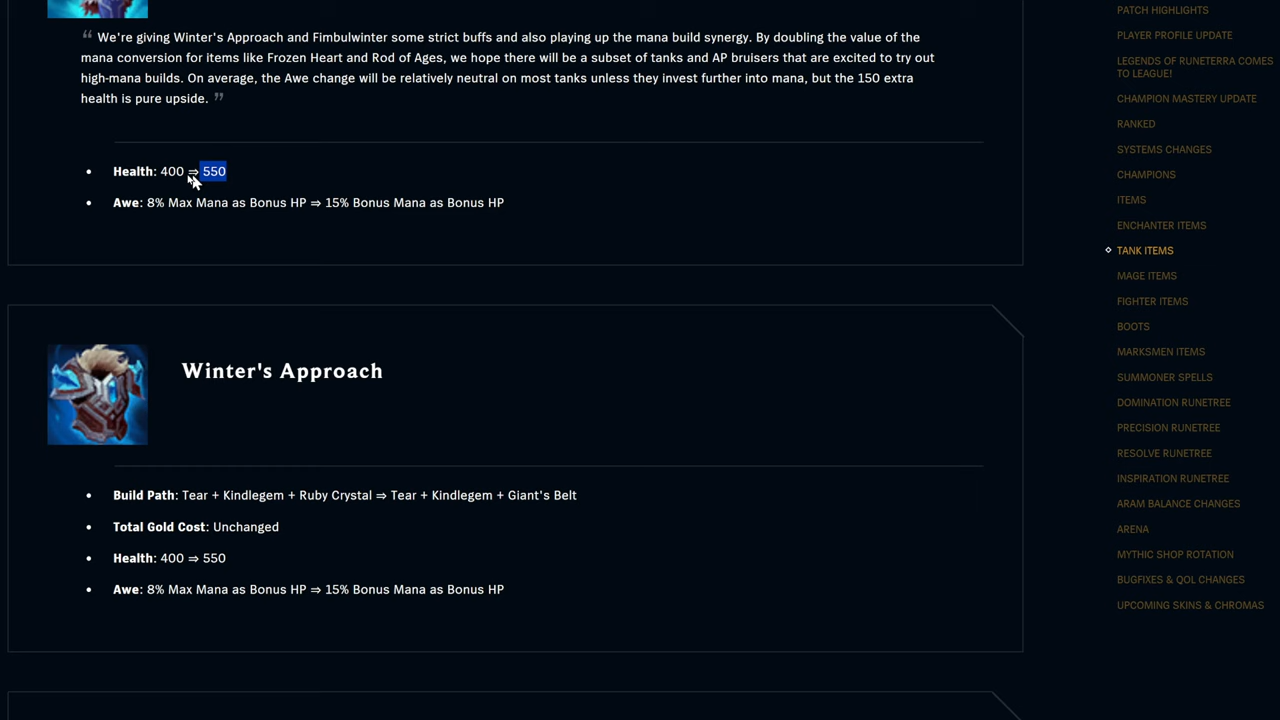 “ We're giving Winter's Approach and Fimbulwinter some strict buffs and also playing up the mana build synergy. By doubling the value of the
mana conversion for items like Frozen Heart and Rod of Ages, we hope there will be a subset of tanks and AP bruisers that are excited to try out
high-mana builds. On average, the Awe change will be relatively neutral on most tanks unless they invest further into mana, but the 150 extra
health is pure upside. ”
• Health: 400 ⇒ 550
• Awe: 8% Max Mana as Bonus HP ⇒ 15% Bonus Mana as Bonus HP
Winter's Approach
• Build Path: Tear + Kindlegem + Ruby Crystal ⇒ Tear + Kindlegem + Giant's Belt
• Total Gold Cost: Unchanged
• Health: 400 ⇒ 550
• Awe: 8% Max Mana as Bonus HP ⇒ 15% Bonus Mana as Bonus HP
PATCH HIGHLIGHTS
PLAYER PROFILE UPDATE
LEGENDS OF RUNETERRA COMES
TO LEAGUE!
CHAMPION MASTERY UPDATE
RANKED
SYSTEMS CHANGES
CHAMPIONS
ITEMS
ENCHANTER ITEMS
TANK ITEMS
MAGE ITEMS
FIGHTER ITEMS
BOOTS
MARKSMEN ITEMS
SUMMONER SPELLS
DOMINATION RUNETREE
PRECISION RUNETREE
RESOLVE RUNETREE
INSPIRATION RUNETREE
ARAM BALANCE CHANGES
ARENA
MYTHIC SHOP ROTATION
BUGFIXES & QOL CHANGES
UPCOMING SKINS & CHROMAS